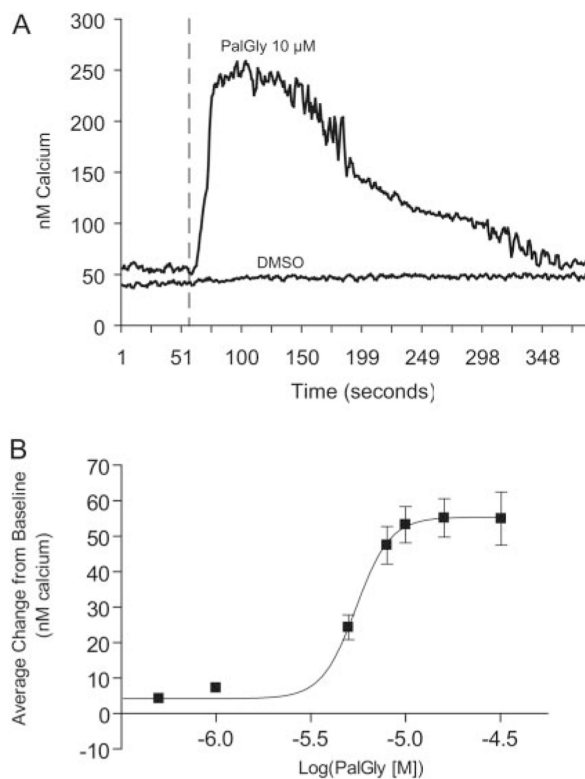 A
300
PalGly 10 µM
250
200
150
100
DMSO
50
0
nM Calcium
1 51 100 150 199 249 298 348
Time (seconds)
B
70
60
50
40
30
20
10
0
-10
Average Change from Baseline
(nM calcium)
-6.0 -5.5 -5.0 -4.5
Log(PalGly [M])